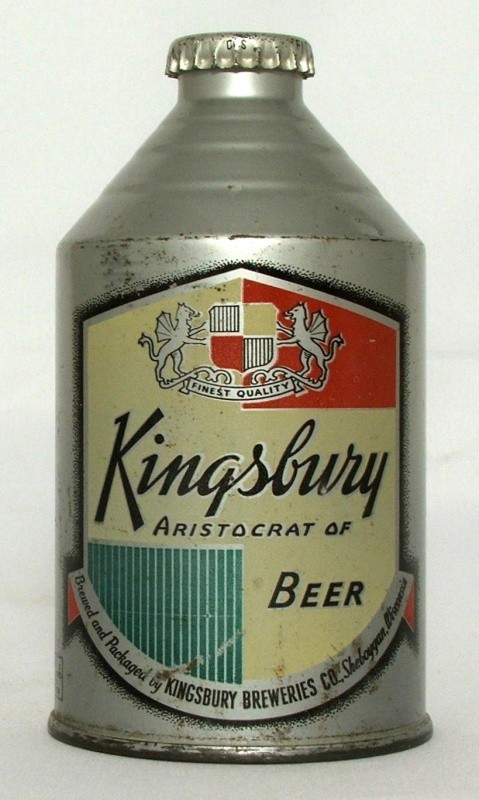 FINEST QUALITY
Kingsbury
ARISTOCRAT OF
BEER
Brewed and Packaged by KINGSBURY BREWERIES CO., Sheboygan, Wisconsin